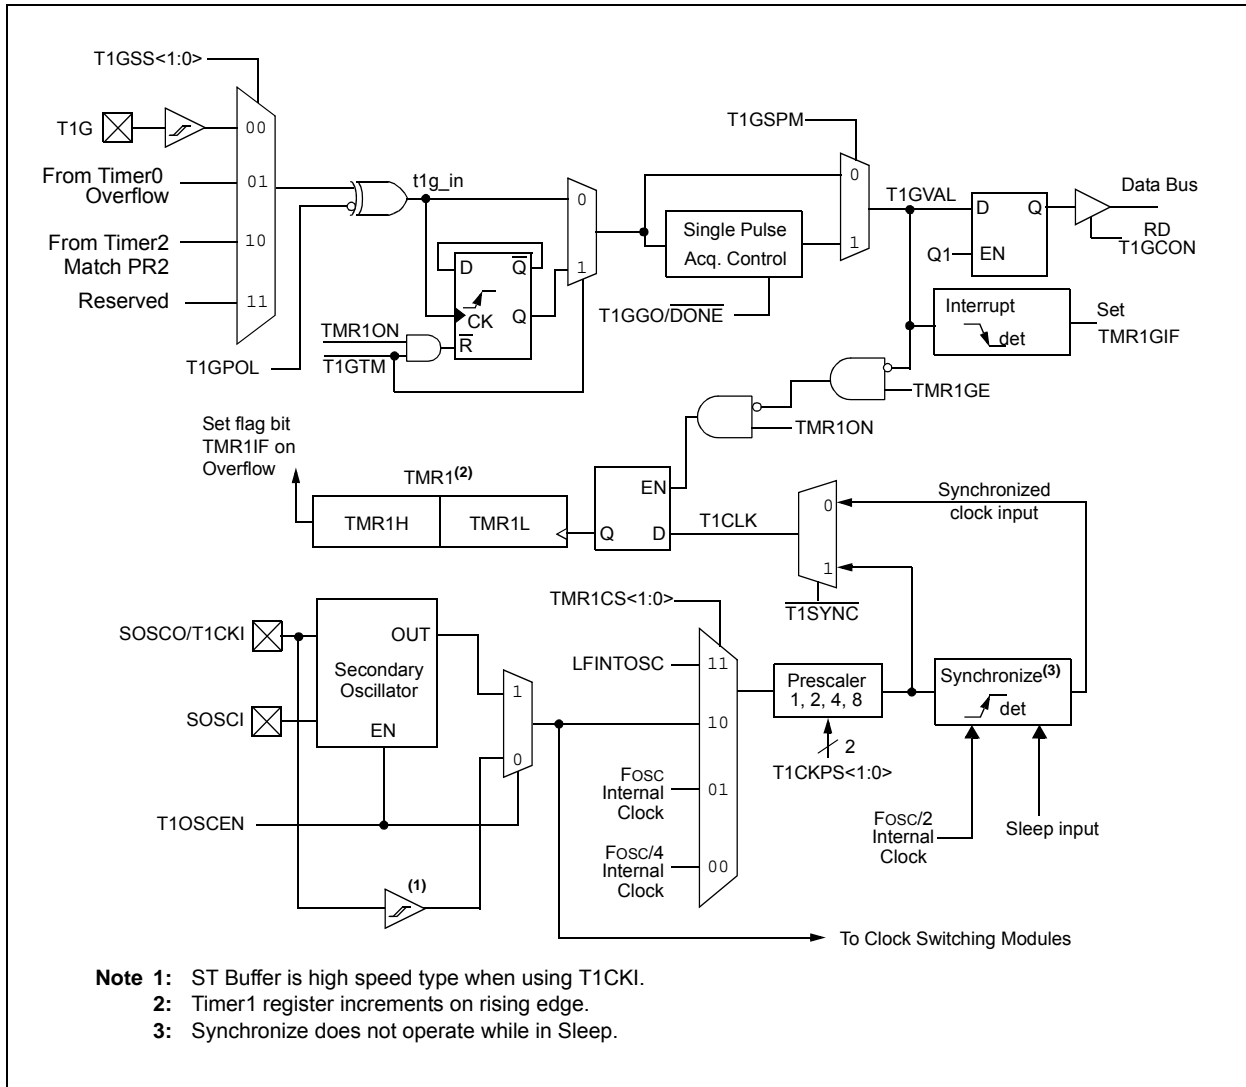 T1GSS<1:0>
T1G
00
From Timer0
Overflow
01
From Timer2
Match PR2
10
Reserved
11
T1GPOL
t1g_in
D
Q
CK
Q
R
TMR1ON
T1GTM
0
1
Single Pulse
Acq. Control
T1GGO/DONE
T1GSPM
0
1
T1GVAL
D
Q
Q1
EN
Data Bus
RD
T1GCON
Interrupt
det
Set
TMR1GIF
TMR1GE
TMR1ON
Set flag bit
TMR1IF on
Overflow
TMR1(2)
TMR1H
TMR1L
EN
Q
D
T1CLK
0
1
T1SYNC
Synchronized
clock input
SOSCO/T1CKI
SOSCI
OUT
Secondary
Oscillator
EN
T1OSCEN
(1)
1
0
TMR1CS<1:0>
LFINTOSC
11
10
FOSC
Internal
Clock
01
FOSC/4
Internal
Clock
00
Prescaler
1, 2, 4, 8
2
T1CKPS<1:0>
Synchronize(3)
det
FOSC/2
Internal
Clock
Sleep input
To Clock Switching Modules
Note 1: ST Buffer is high speed type when using T1CKI.
2: Timer1 register increments on rising edge.
3: Synchronize does not operate while in Sleep.